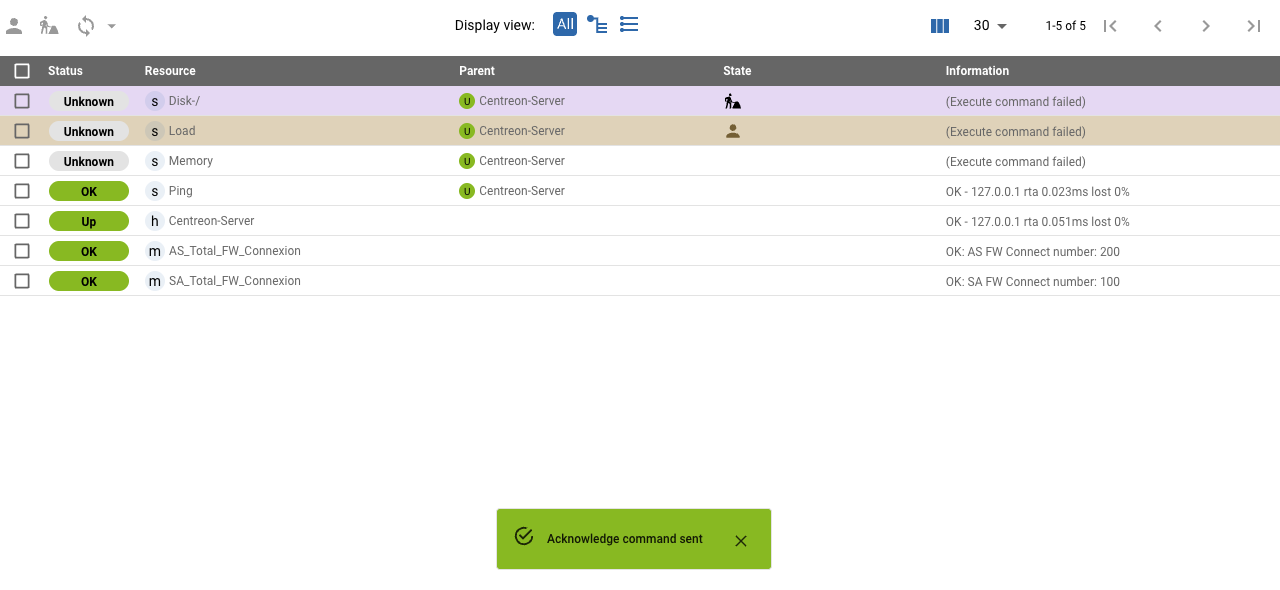 Display view: All 30 1-5 of 5
Status Resource Parent State Information
Unknown s Disk-/ U Centreon-Server (Execute command failed)
Unknown s Load U Centreon-Server (Execute command failed)
Unknown s Memory U Centreon-Server (Execute command failed)
OK s Ping U Centreon-Server OK - 127.0.0.1 rta 0.023ms lost 0%
Up h Centreon-Server OK - 127.0.0.1 rta 0.051ms lost 0%
OK m AS_Total_FW_Connexion OK: AS FW Connect number: 200
OK m SA_Total_FW_Connexion OK: SA FW Connect number: 100
Acknowledge command sent